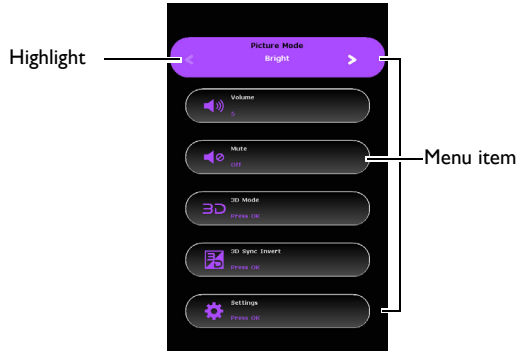 Picture Mode
Bright
Highlight
Volume
5
Mute
Off
Menu item
3D Mode
Press OK
3D Sync Invert
Press OK
Settings
Press OK